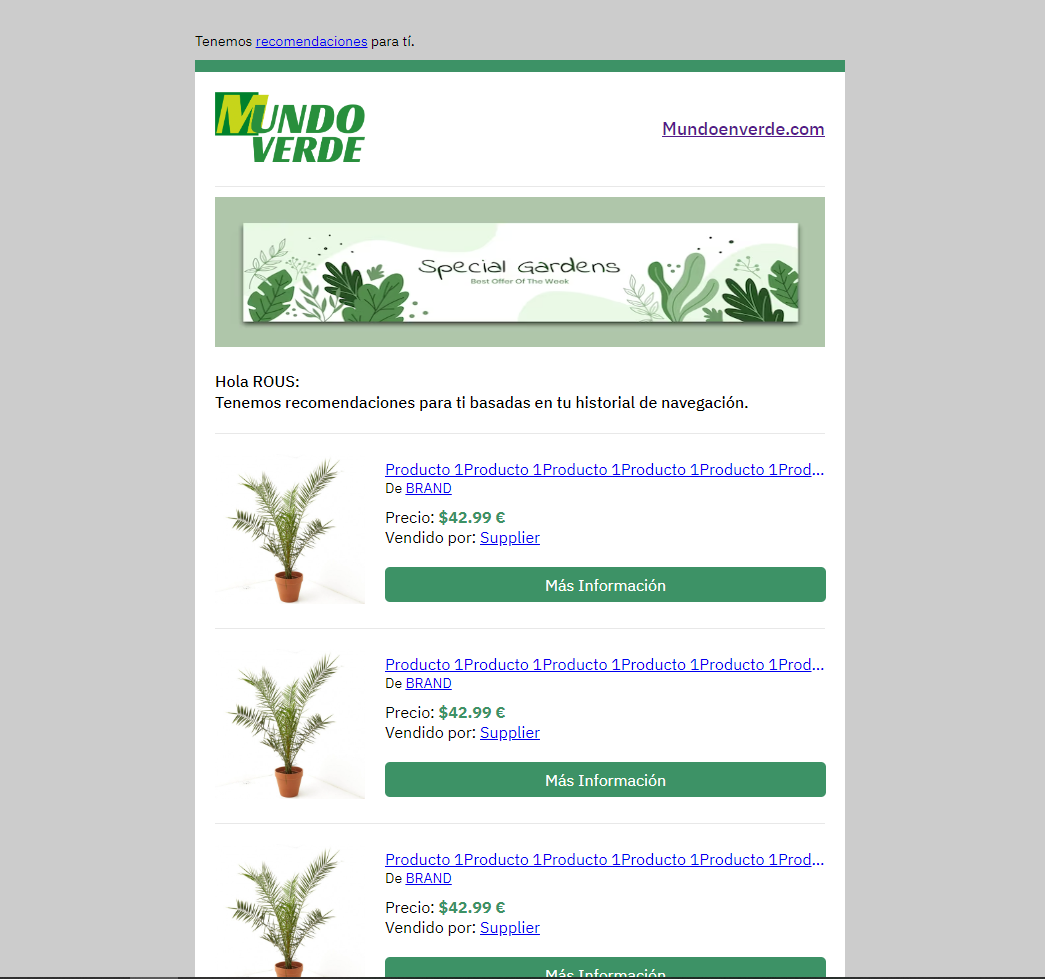 Tenemos recomendaciones para tí.
MUNDO
VERDE
Mundoenverde.com
Special Gardens
Best Offer Of The Week
Hola ROUS:
Tenemos recomendaciones para ti basadas en tu historial de navegación.
Producto 1Producto 1Producto 1Producto 1Producto 1Prod...
De BRAND
Precio: $42.99 €
Vendido por: Supplier
Más Información
Producto 1Producto 1Producto 1Producto 1Producto 1Prod...
De BRAND
Precio: $42.99 €
Vendido por: Supplier
Más Información
Producto 1Producto 1Producto 1Producto 1Producto 1Prod...
De BRAND
Precio: $42.99 €
Vendido por: Supplier
Más Información